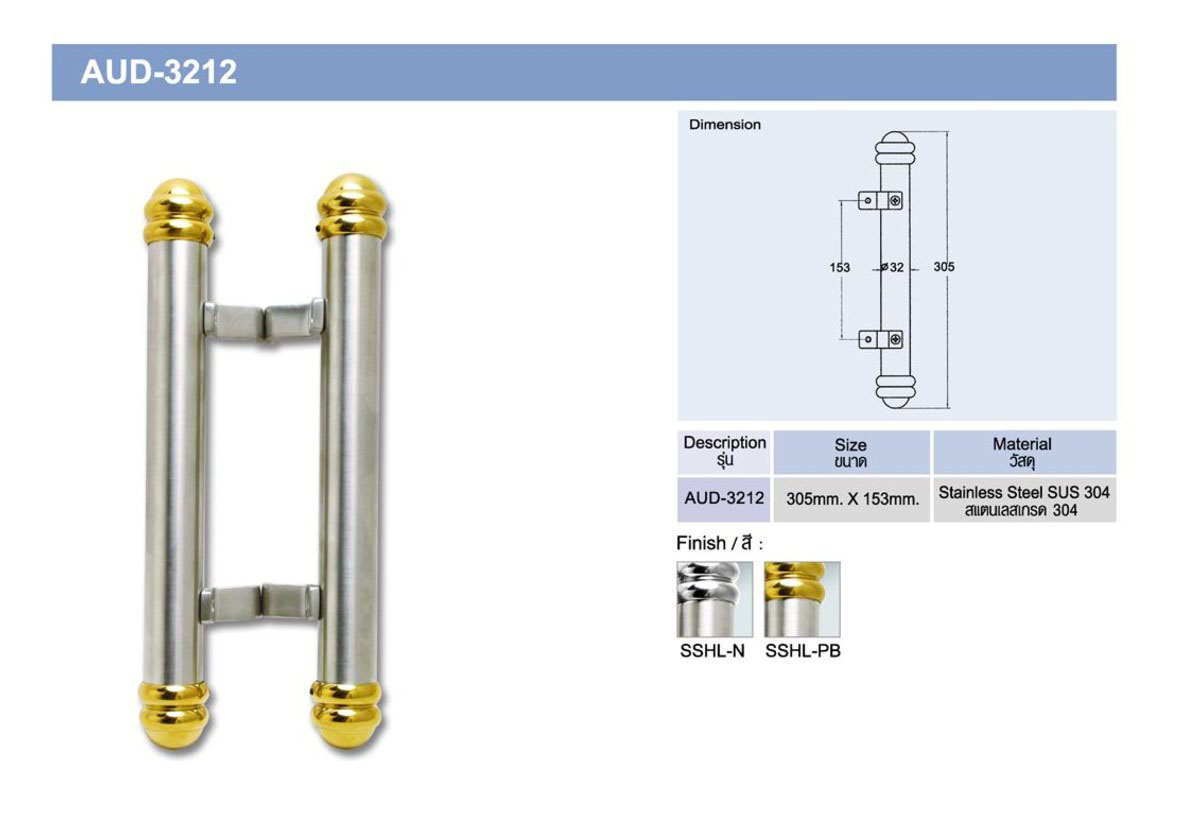 AUD-3212
Dimension
153
ø32
305
Description
รุ่น
Size
ขนาด
Material
วัสดุ
AUD-3212
305mm. X 153mm.
Stainless Steel SUS 304
สแตนเลสเกรด 304
Finish / สี :
SSHL-N
SSHL-PB